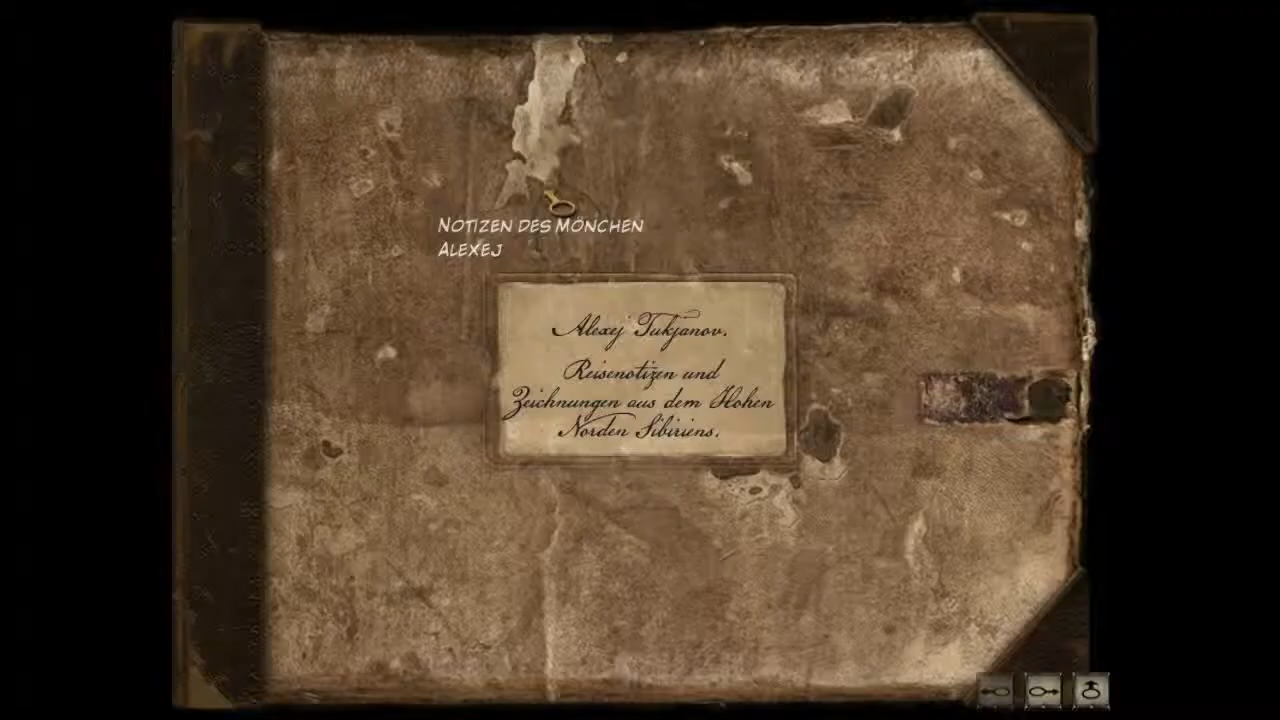 NOTIZEN DES MÖNCHEN
ALEXEJ
Alexej Tukjanov.
Reisenotizen und
Zeichnungen aus dem Hohen
Norden Sibiriens.